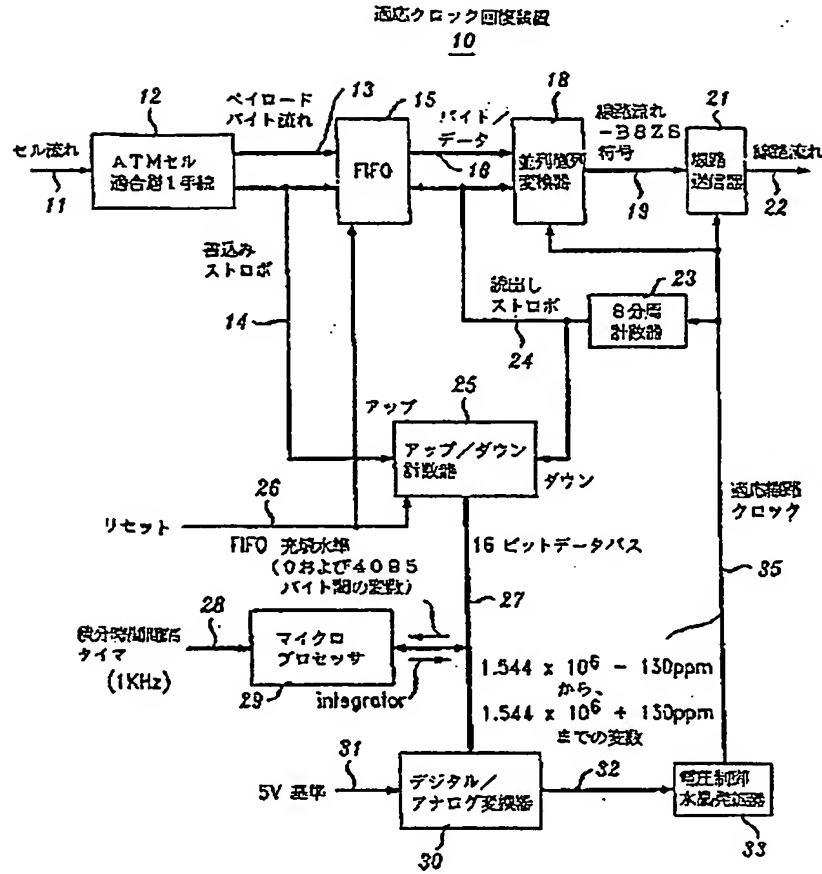 適応クロック回復装置
10
12
ペイロード
バイト流れ
13
15
バイト/
データ
18
線路流れ
-B8ZS
符号
21
セル流れ
11
ATMセル
適合層1手続
FIFO
16
並列直列
変換器
19
線路
送信器
線路流れ
22
書込み
ストロボ
14
読出し
ストロボ
24
23
8分周
計数器
アップ
25
アップ/ダウン
計数器
ダウン
リセット
26
FIFO 充填水準
(0および4095
バイト間の変数)
16 ビットデータバス
27
適応線路
クロック
35
積分時間間隔
タイマ
(1KHz)
28
マイクロ
プロセッサ
29
integrator
1.544 x 10⁶ - 130ppm
から、
1.544 x 10⁶ + 130ppm
までの変数
5V 基準
31
デジタル/
アナログ変換器
30
32
電圧制御
水晶発振器
33